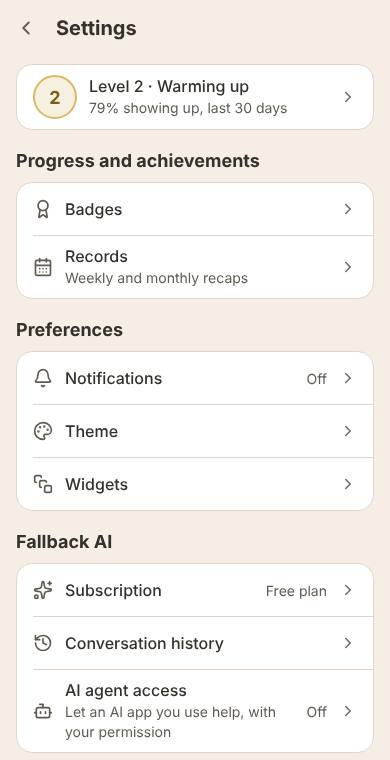 Settings
2
Level 2 · Warming up
79% showing up, last 30 days
Progress and achievements
Badges
Records
Weekly and monthly recaps
Preferences
Notifications
Off
Theme
Widgets
Fallback AI
Subscription
Free plan
Conversation history
AI agent access
Let an AI app you use help, with
your permission
Off